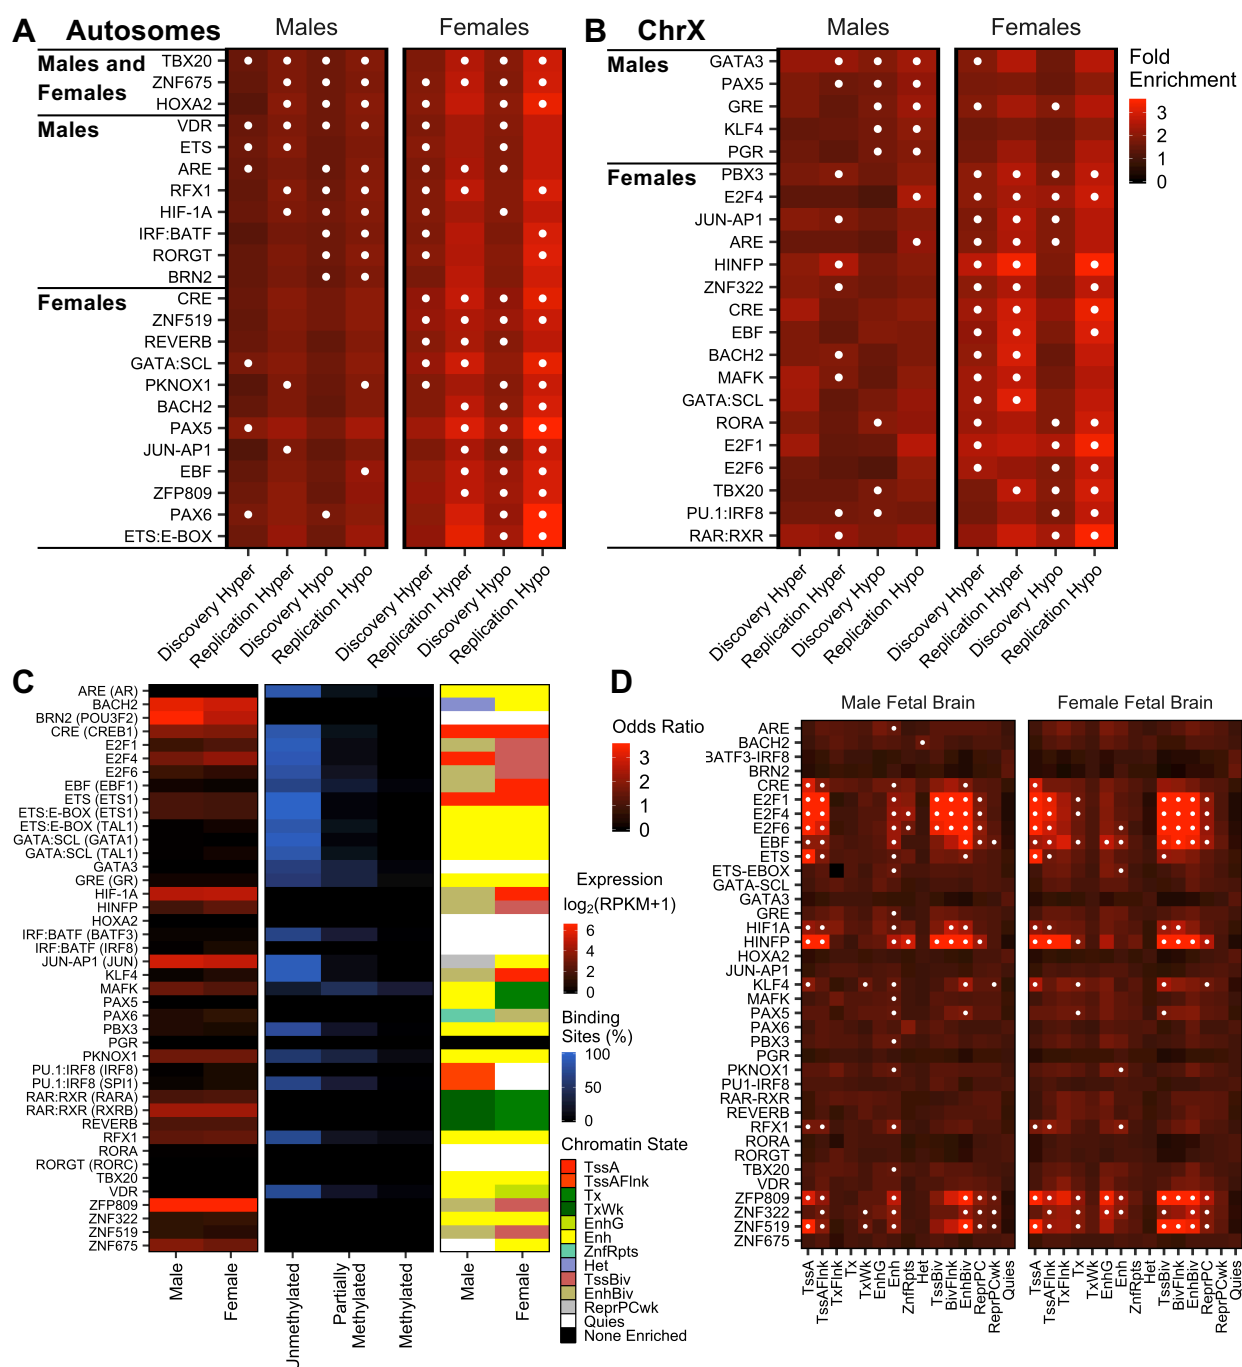 A
Autosomes
Males
Females
Males and
Females
TBX20
ZNF675
HOXA2
Males
VDR
ETS
ARE
RFX1
HIF-1A
IRF:BATF
RORGT
BRN2
Females
CRE
ZNF519
REVERB
GATA:SCL
PKNOX1
BACH2
PAX5
JUN-AP1
EBF
ZFP809
PAX6
ETS:E-BOX
Discovery Hyper
Replication Hyper
Discovery Hypo
Replication Hypo
Discovery Hyper
Replication Hyper
Discovery Hypo
Replication Hypo
B
ChrX
Males
Females
Males
GATA3
PAX5
GRE
KLF4
PGR
Females
PBX3
E2F4
JUN-AP1
ARE
HINFP
ZNF322
CRE
EBF
BACH2
MAFK
GATA:SCL
RORA
E2F1
E2F6
TBX20
PU.1:IRF8
RAR:RXR
Discovery Hyper
Replication Hyper
Discovery Hypo
Replication Hypo
Discovery Hyper
Replication Hyper
Discovery Hypo
Replication Hypo
Fold
Enrichment
3
2
1
0
C
ARE (AR)
BACH2
BRN2 (POU3F2)
CRE (CREB1)
E2F1
E2F4
E2F6
EBF (EBF1)
ETS (ETS1)
ETS:E-BOX (ETS1)
ETS:E-BOX (TAL1)
GATA:SCL (GATA1)
GATA:SCL (TAL1)
GATA3
GRE (GR)
HIF-1A
HINFP
HOXA2
IRF:BATF (BATF3)
IRF:BATF (IRF8)
JUN-AP1 (JUN)
KLF4
MAFK
PAX5
PAX6
PBX3
PGR
PKNOX1
PU.1:IRF8 (IRF8)
PU.1:IRF8 (SPI1)
RAR:RXR (RARA)
RAR:RXR (RXRB)
REVERB
RFX1
RORA
RORGT (RORC)
TBX20
VDR
ZFP809
ZNF322
ZNF519
ZNF675
Male
Female
Unmethylated
Partially
Methylated
Methylated
Male
Female
Odds Ratio
3
2
1
0
Expression
log2(RPKM+1)
6
4
2
0
Binding
Sites (%)
100
50
0
Chromatin State
TssA
TssAFlnk
Tx
TxWk
EnhG
Enh
ZnfRpts
Het
TssBiv
EnhBiv
ReprPCwk
Quies
None Enriched
D
Male Fetal Brain
Female Fetal Brain
ARE
BACH2
BATF3-IRF8
BRN2
CRE
E2F1
E2F4
E2F6
EBF
ETS
ETS-EBOX
GATA-SCL
GATA3
GRE
HIF1A
HINFP
HOXA2
JUN-AP1
KLF4
MAFK
PAX5
PAX6
PBX3
PGR
PKNOX1
PU1-IRF8
RAR-RXR
REVERB
RFX1
RORA
RORGT
TBX20
VDR
ZFP809
ZNF322
ZNF519
ZNF675
TssA
TssAFlnk
TxFlnk
Tx
TxWk
EnhG
Enh
ZnfRpts
Het
TssBiv
BivFlnk
EnhBiv
ReprPC
ReprPCwk
Quies
TssA
TssAFlnk
TxFlnk
Tx
TxWk
EnhG
Enh
ZnfRpts
Het
TssBiv
BivFlnk
EnhBiv
ReprPC
ReprPCwk
Quies